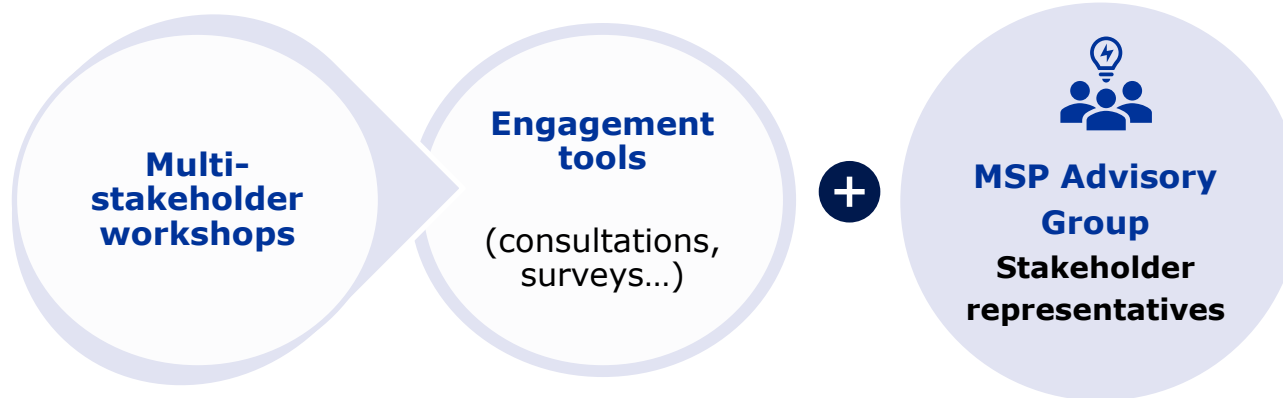 Multi-
stakeholder
workshops
Engagement
tools
(consultations,
surveys…)
+
MSP Advisory
Group
Stakeholder
representatives